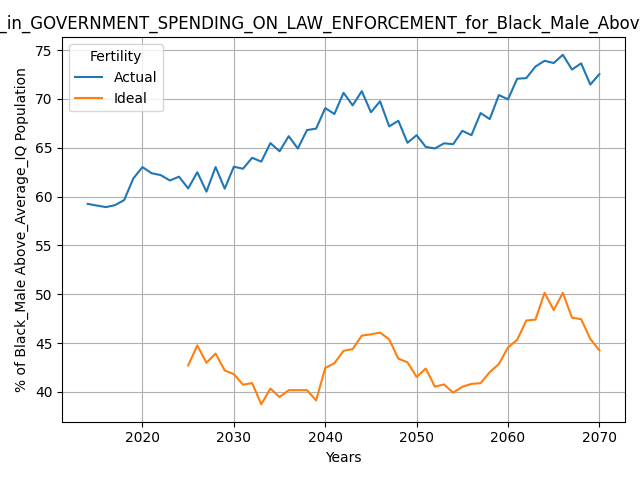 _in_GOVERNMENT_SPENDING_ON_LAW_ENFORCEMENT_for_Black_Male_Above
Fertility
Actual
Ideal
% of Black_Male Above_Average_IQ Population
75
70
65
60
55
50
45
40
2020 2030 2040 2050 2060 2070
Years